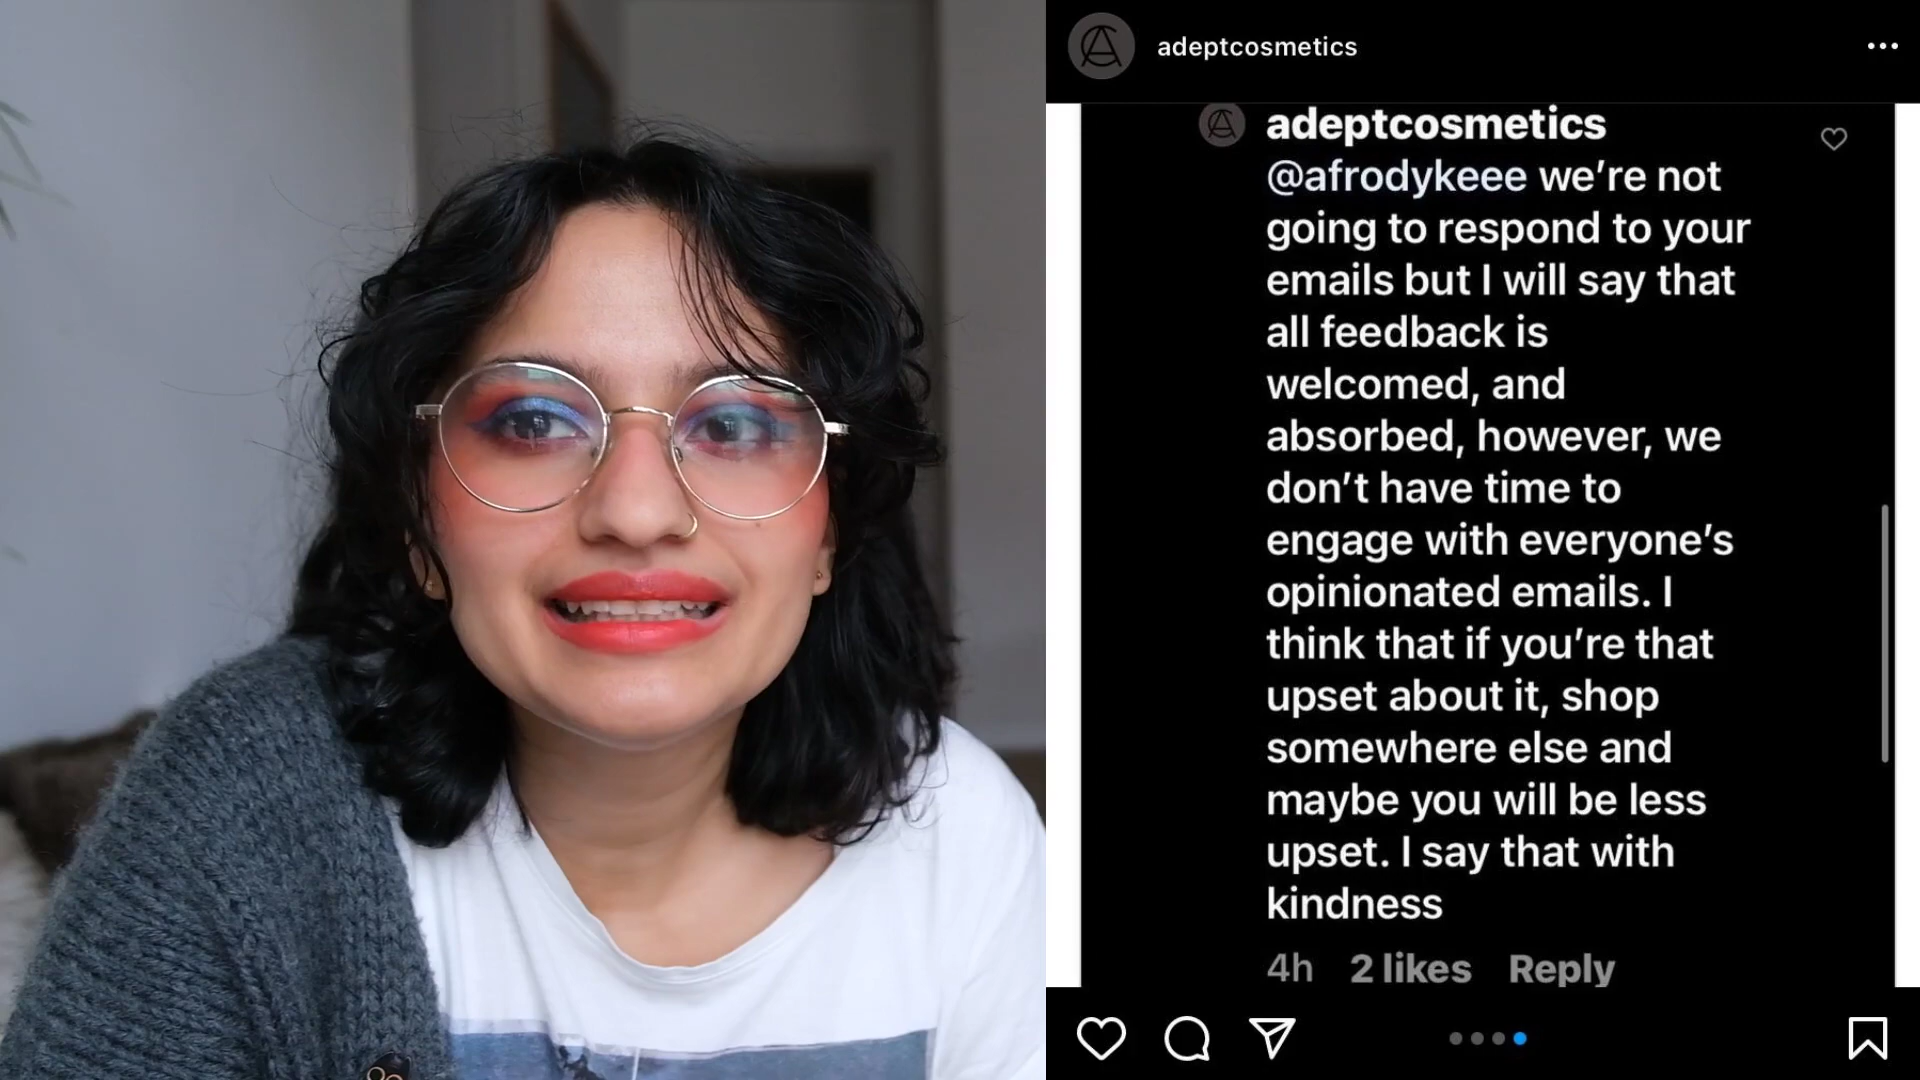 adeptcosmetics
adeptcosmetics
@afrodykeee we’re not
going to respond to your
emails but I will say that
all feedback is
welcomed, and
absorbed, however, we
don’t have time to
engage with everyone’s
opinionated emails. I
think that if you’re that
upset about it, shop
somewhere else and
maybe you will be less
upset. I say that with
kindness
4h 2 likes Reply